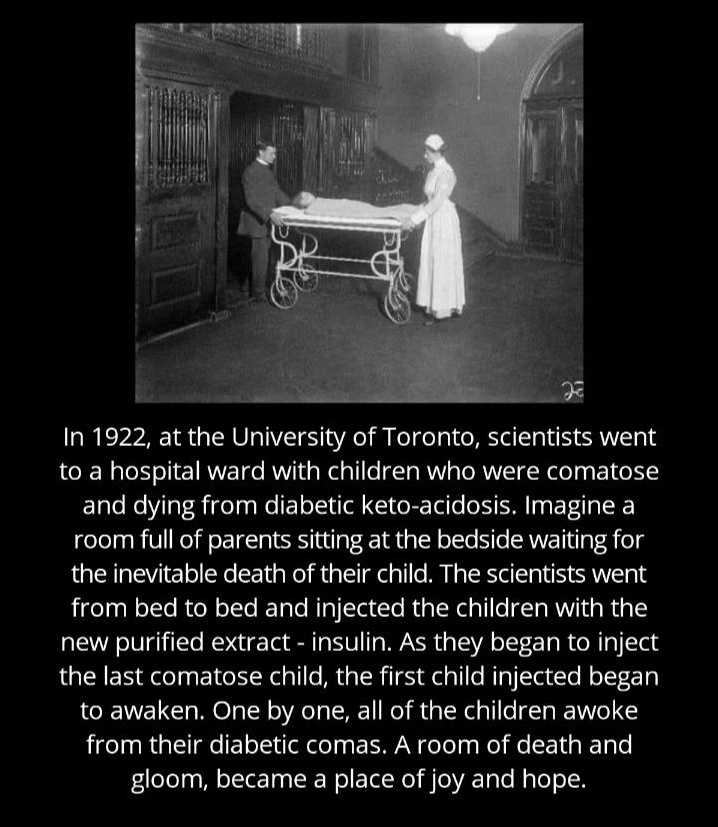 In 1922, at the University of Toronto, scientists went
to a hospital ward with children who were comatose
and dying from diabetic keto-acidosis. Imagine a
room full of parents sitting at the bedside waiting for
the inevitable death of their child. The scientists went
from bed to bed and injected the children with the
new purified extract - insulin. As they began to inject
the last comatose child, the first child injected began
to awaken. One by one, all of the children awoke
from their diabetic comas. A room of death and
gloom, became a place of joy and hope.